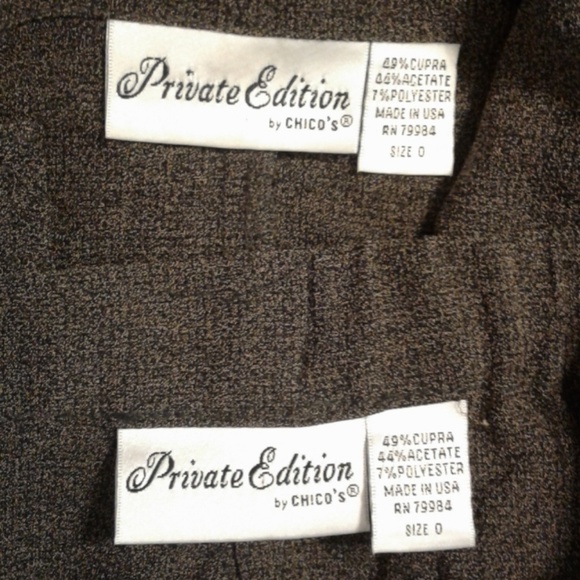 Private Edition
by CHICO'S®
49%CUPRA
44%ACETATE
7%POLYESTER
MADE IN USA
RN 79984
SIZE 0
Private Edition
by CHICO'S®
49%CUPRA
44%ACETATE
7%POLYESTER
MADE IN USA
RN 79984
SIZE 0